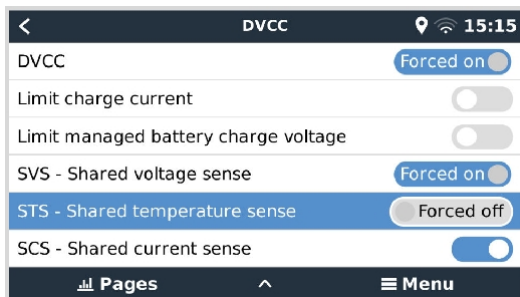 DVCC 15:15
DVCC Forced on
Limit charge current
Limit managed battery charge voltage
SVS - Shared voltage sense Forced on
STS - Shared temperature sense Forced off
SCS - Shared current sense
Pages Menu